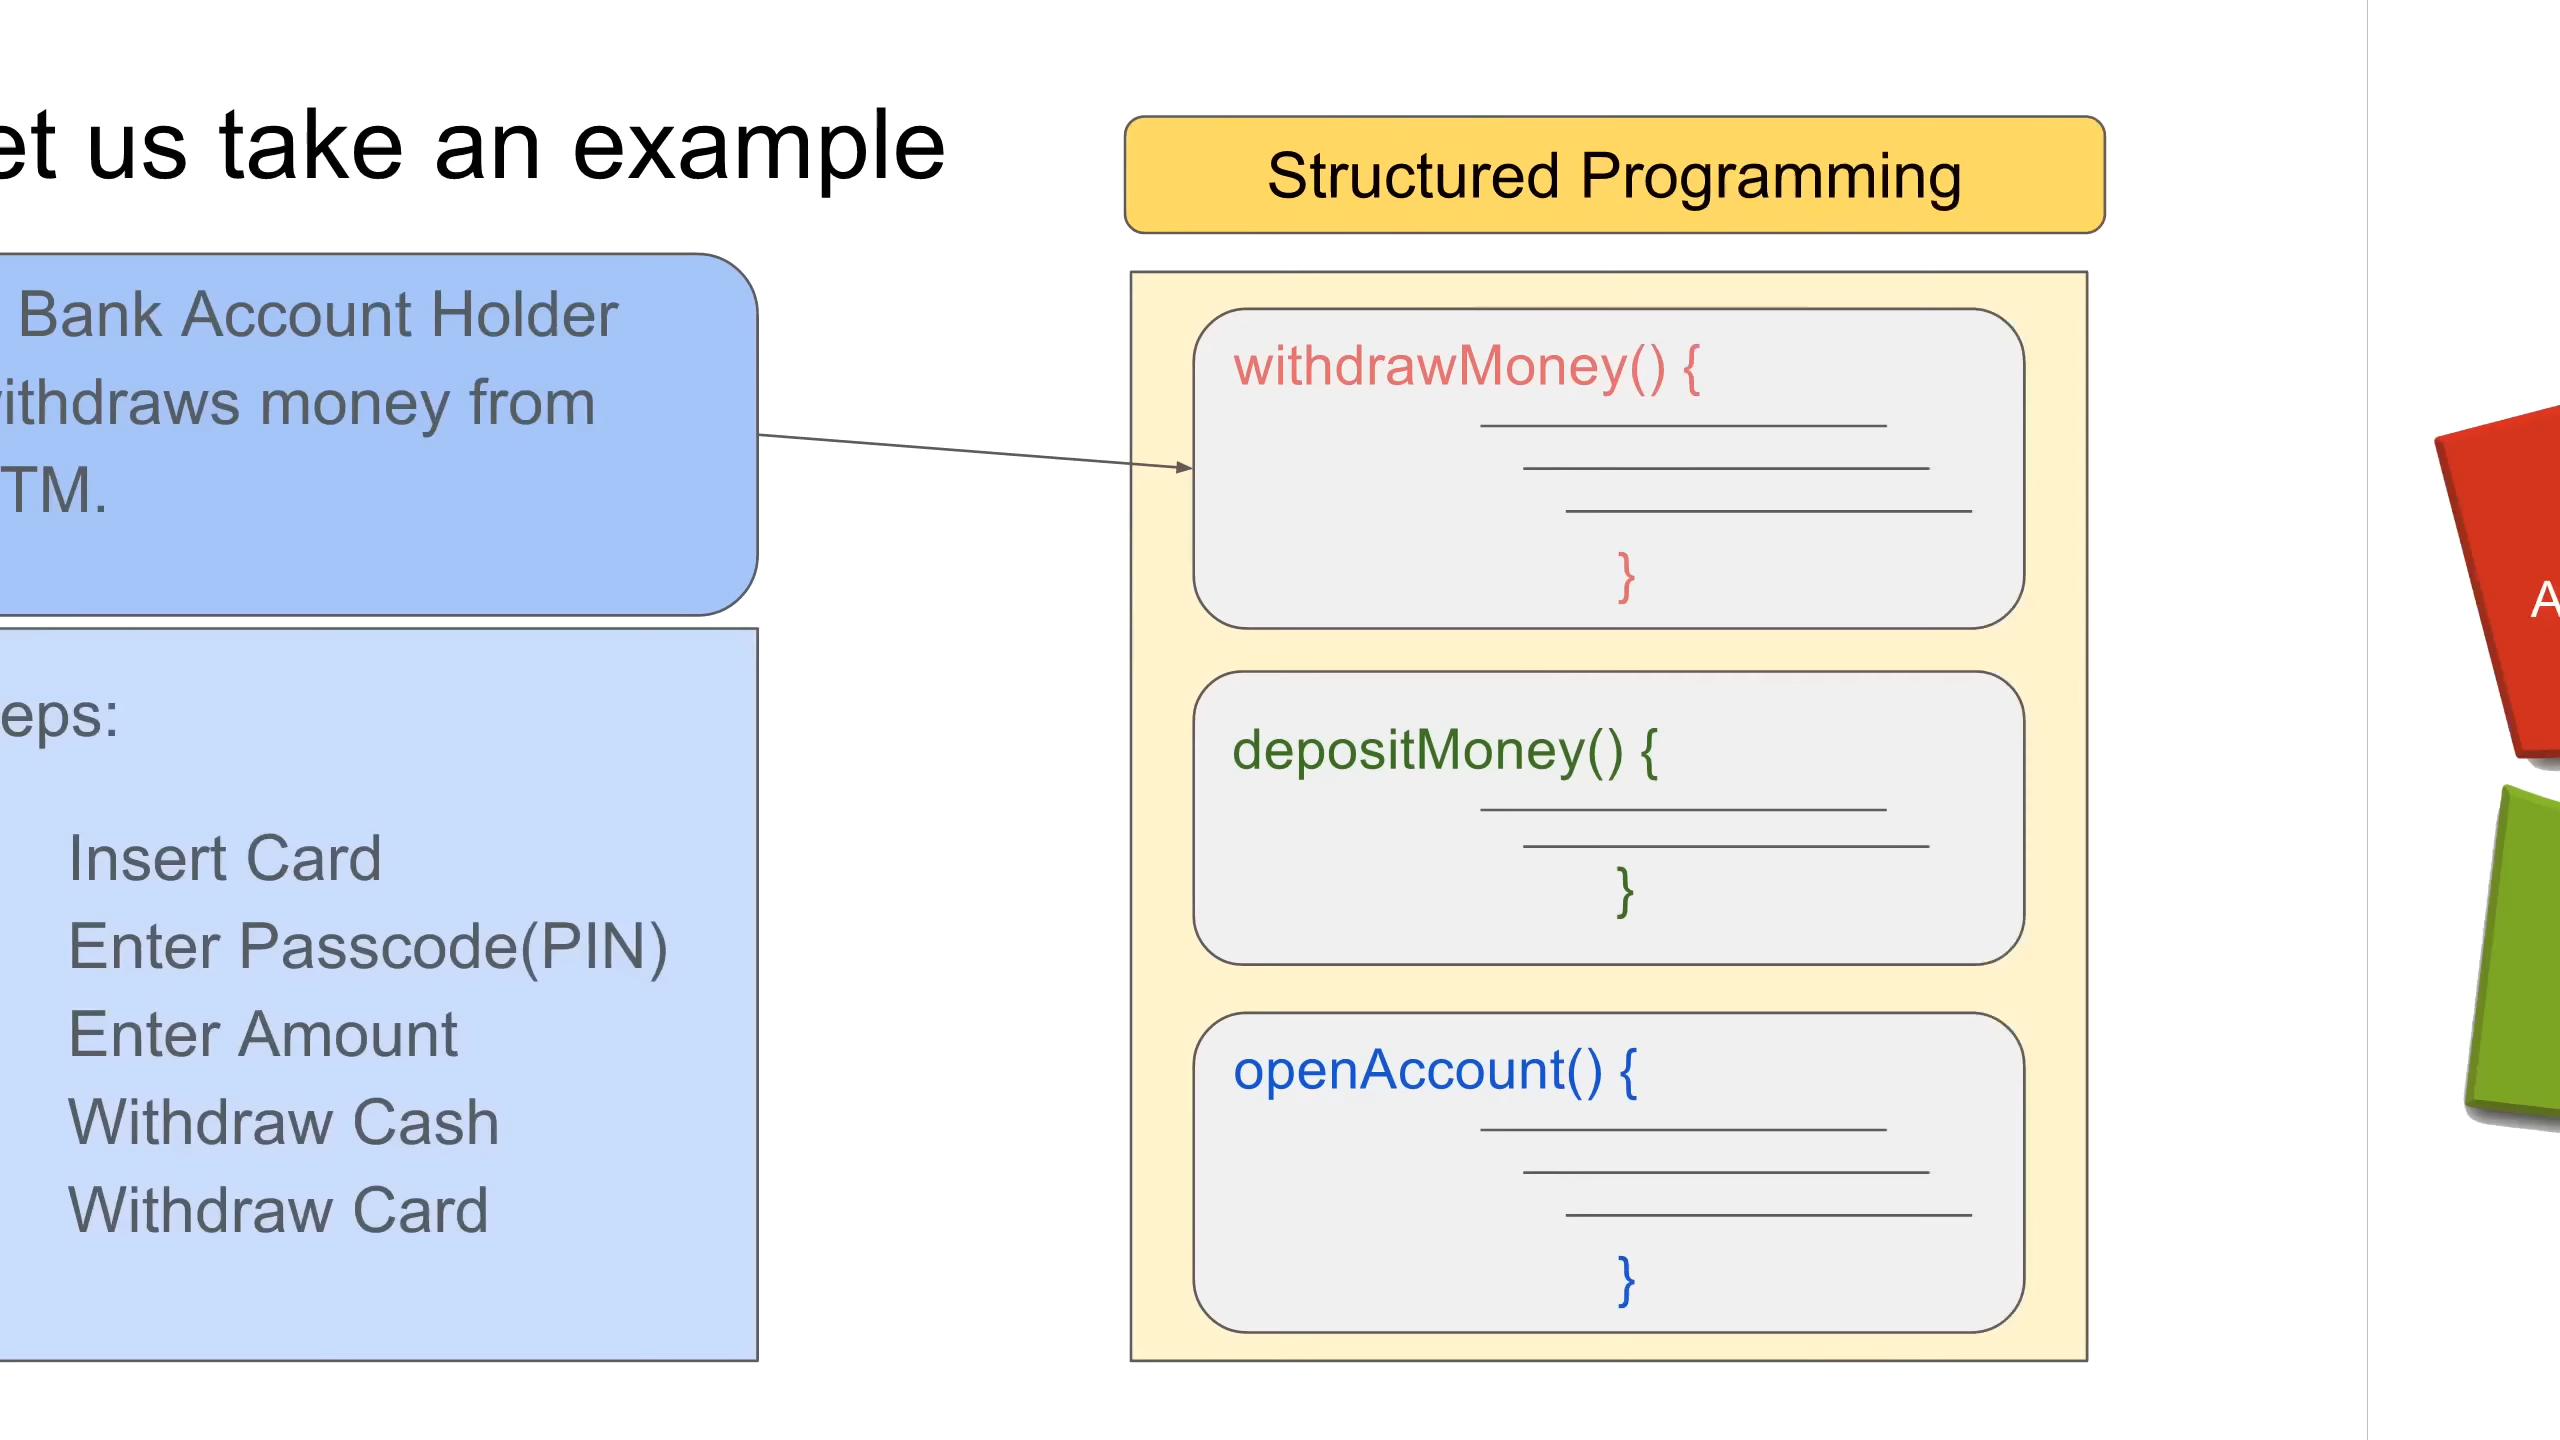 et us take an example
Bank Account Holder
ithdraws money from
TM.
eps:
Insert Card
Enter Passcode(PIN)
Enter Amount
Withdraw Cash
Withdraw Card
Structured Programming
withdrawMoney() {
}
depositMoney() {
}
openAccount() {
}
A